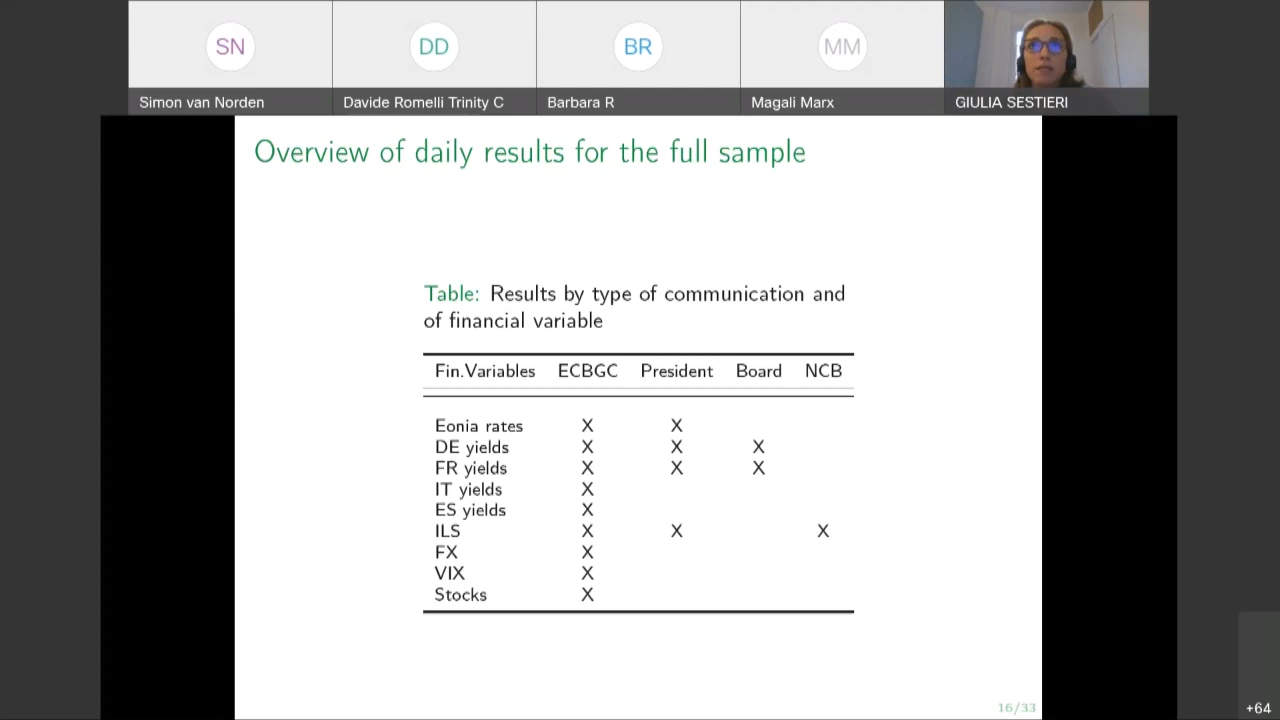 SN
DD
BR
MM
Simon van Norden
Davide Romelli Trinity C
Barbara R
Magali Marx
GIULIA SESTIERI
Overview of daily results for the full sample
Table: Results by type of communication and
of financial variable
Fin.Variables ECBGC President Board NCB
Eonia rates X X
DE yields X X X
FR yields X X X
IT yields X
ES yields X
ILS X X X
FX X
VIX X
Stocks X
16/33
+64